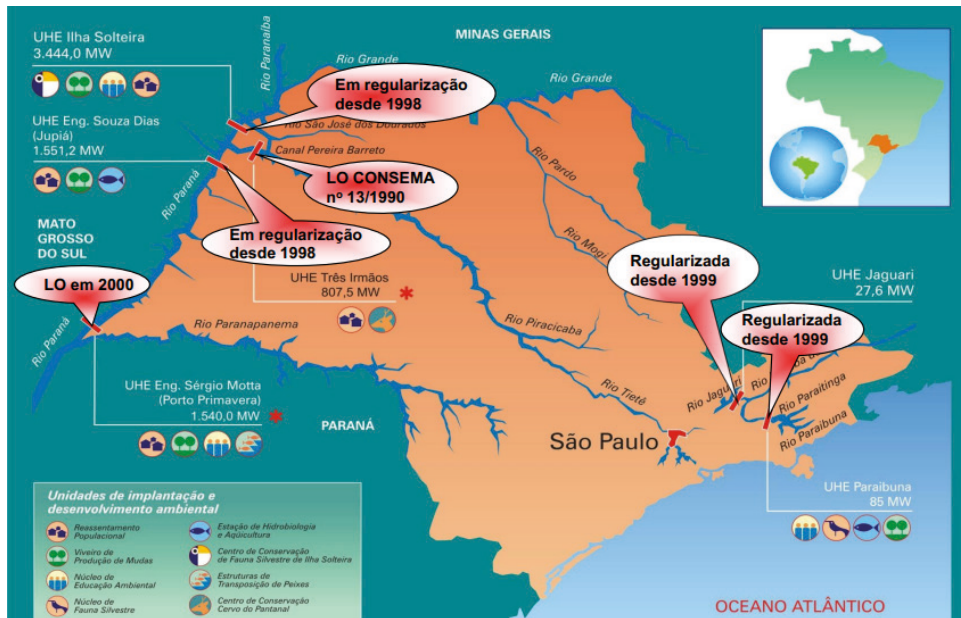 UHE Ilha Solteira
3.444,0 MW
UHE Eng. Souza Dias
(Jupiá)
1.551,2 MW
MATO
GROSSO
DO SUL
LO em 2000
Rio Paraná
Rio Paraná
Rio Paranaíba
Rio Grande
MINAS GERAIS
Rio Grande
Em regularização
desde 1998
Rio São José dos Dourados
Canal Pereira Barreto
LO CONSEMA
nº 13/1990
Em regularização
desde 1998
UHE Três Irmãos
807,5 MW *
Rio Pardo
Rio Mogi
Regularizada
desde 1999
UHE Jaguari
27,6 MW
Regularizada
desde 1999
Rio Paranapanema
Rio Piracicaba
Rio Tietê
Rio Jaguari
Rio
Rio Paraitinga
Rio Paraibuna
UHE Eng. Sérgio Motta
(Porto Primavera)
1.540,0 MW *
PARANÁ
São Paulo
UHE Paraibuna
85 MW
Unidades de implantação e
desenvolvimento ambiental
Reassentamento
Populacional
Viveiro de
Produção de Mudas
Núcleo de
Educação Ambiental
Núcleo de
Fauna Silvestre
Estação de Hidrobiologia
e Aqüicultura
Centro de Conservação
de Fauna Silvestre de Ilha Solteira
Estruturas de
Transposição de Peixes
Centro de Conservação
Cervo do Pantanal
OCEANO ATLÂNTICO